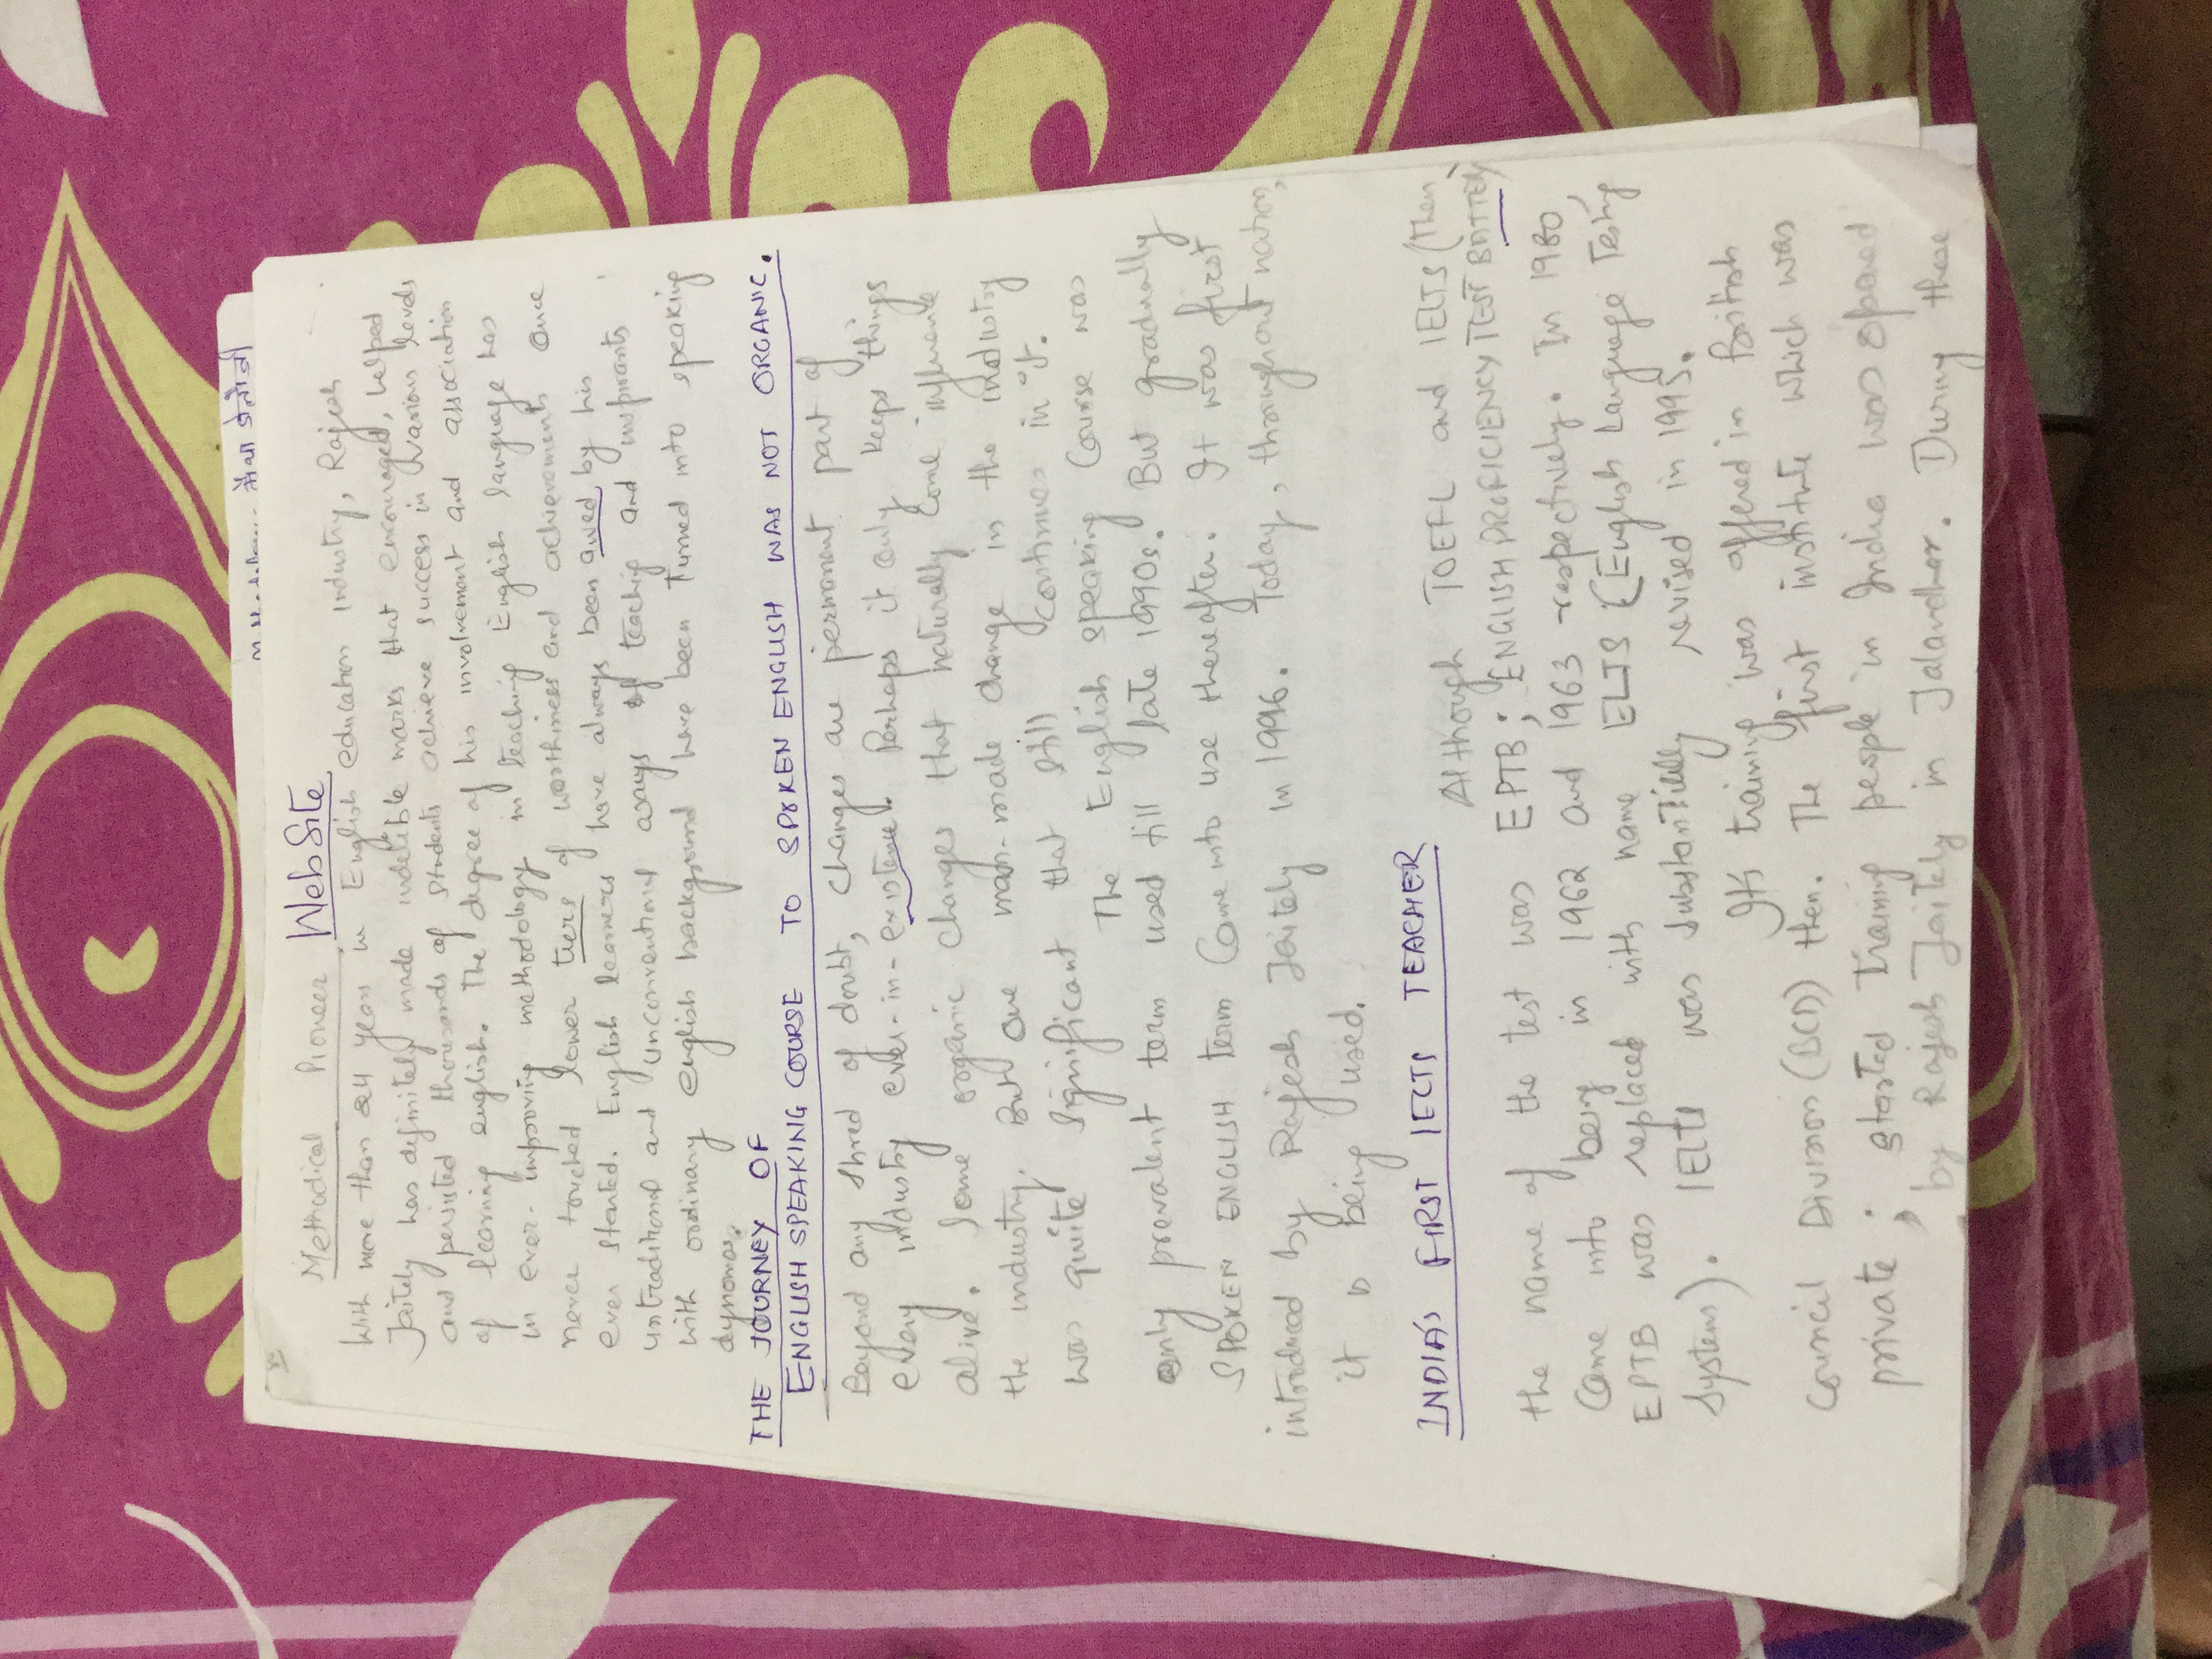 मैथाडोलोजी
Methodical Pioneer WebSite
With more than 24 years in English education industry, Rajesh
Jaitely has definitely made indelible marks that encouraged, helped
and persisted thousands of students achieve success in various levels
of learning english. The degree of his involvement and association
in ever-improving methodology in teaching English language has
never touched lower tiers of worthiness and achievements once
ever started. English learners have always been awed by his
untraditional and unconventional ways of teaching and inspirants
with ordinary english background have been turned into speaking
dynomos.
THE JOURNEY OF
ENGLISH SPEAKING COURSE TO SPOKEN ENGLISH WAS NOT ORGANIC.
Beyond any shred of doubt, changes are permanent part of
every industry ever-in-existence. Perhaps it only keeps things
alive. Some organic changes that naturally come influence
the industry. But one man-made change in the industry
was quite significant that still continues in it.
The English speaking Course was
only prevalent term used till late 1990s. But gradually
SPOKEN ENGLISH term came into use thereafter. It was first
introduced by Rajesh Jaitely in 1996. Today, throughout nation,
it is being used.
INDIA'S FIRST IELTS TEACHER
Although TOEFL and IELTS (then
the name of the test was EPTB; ENGLISH PROFICIENCY TEST BATTERY)
came into being in 1962 and 1963 respectively. In 1980,
EPTB was replaced with name ELTS (English Language Testing
Systems). IELTS was substantially revised in 1995.
It's training was offered in British
Council Division (BCD) then. The first institute which was
private; started training people in India was opened
by Rajesh Jaitely in Jalandhar. During these